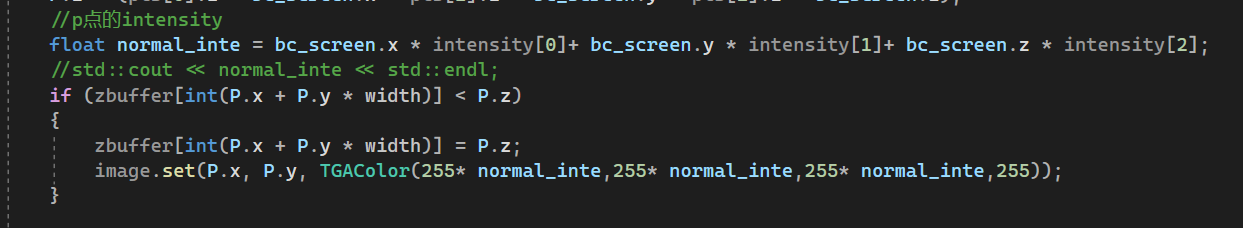 //p点的intensity
float normal_inte = bc_screen.x * intensity[0]+ bc_screen.y * intensity[1]+ bc_screen.z * intensity[2];
//std::cout << normal_inte << std::endl;
if (zbuffer[int(P.x + P.y * width)] < P.z)
{
zbuffer[int(P.x + P.y * width)] = P.z;
image.set(P.x, P.y, TGAColor(255* normal_inte,255* normal_inte,255* normal_inte,255));
}